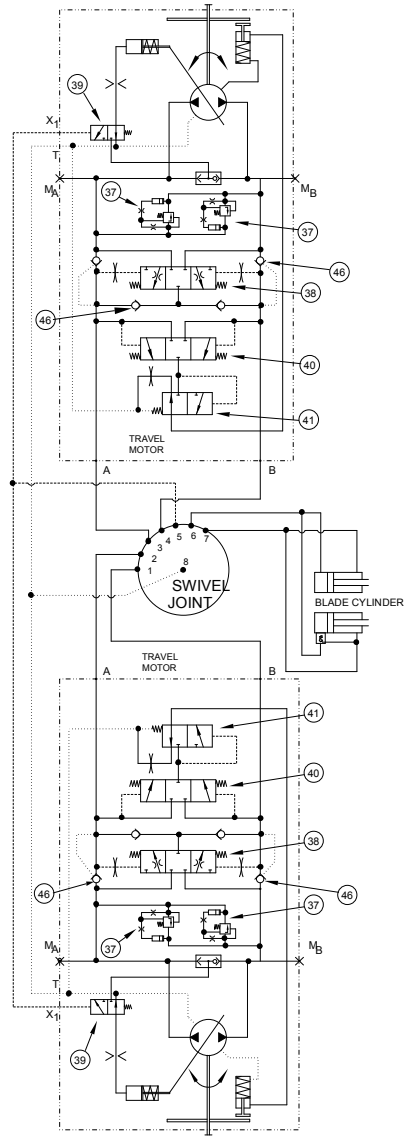 39
X1
T
MA
MB
37
37
46
38
46
40
41
TRAVEL
MOTOR
A
B
1
2
3
4
5
6
7
8
SWIVEL
JOINT
BLADE CYLINDER
TRAVEL
MOTOR
A
B
41
40
38
46
46
37
37
MA
MB
T
X1
39